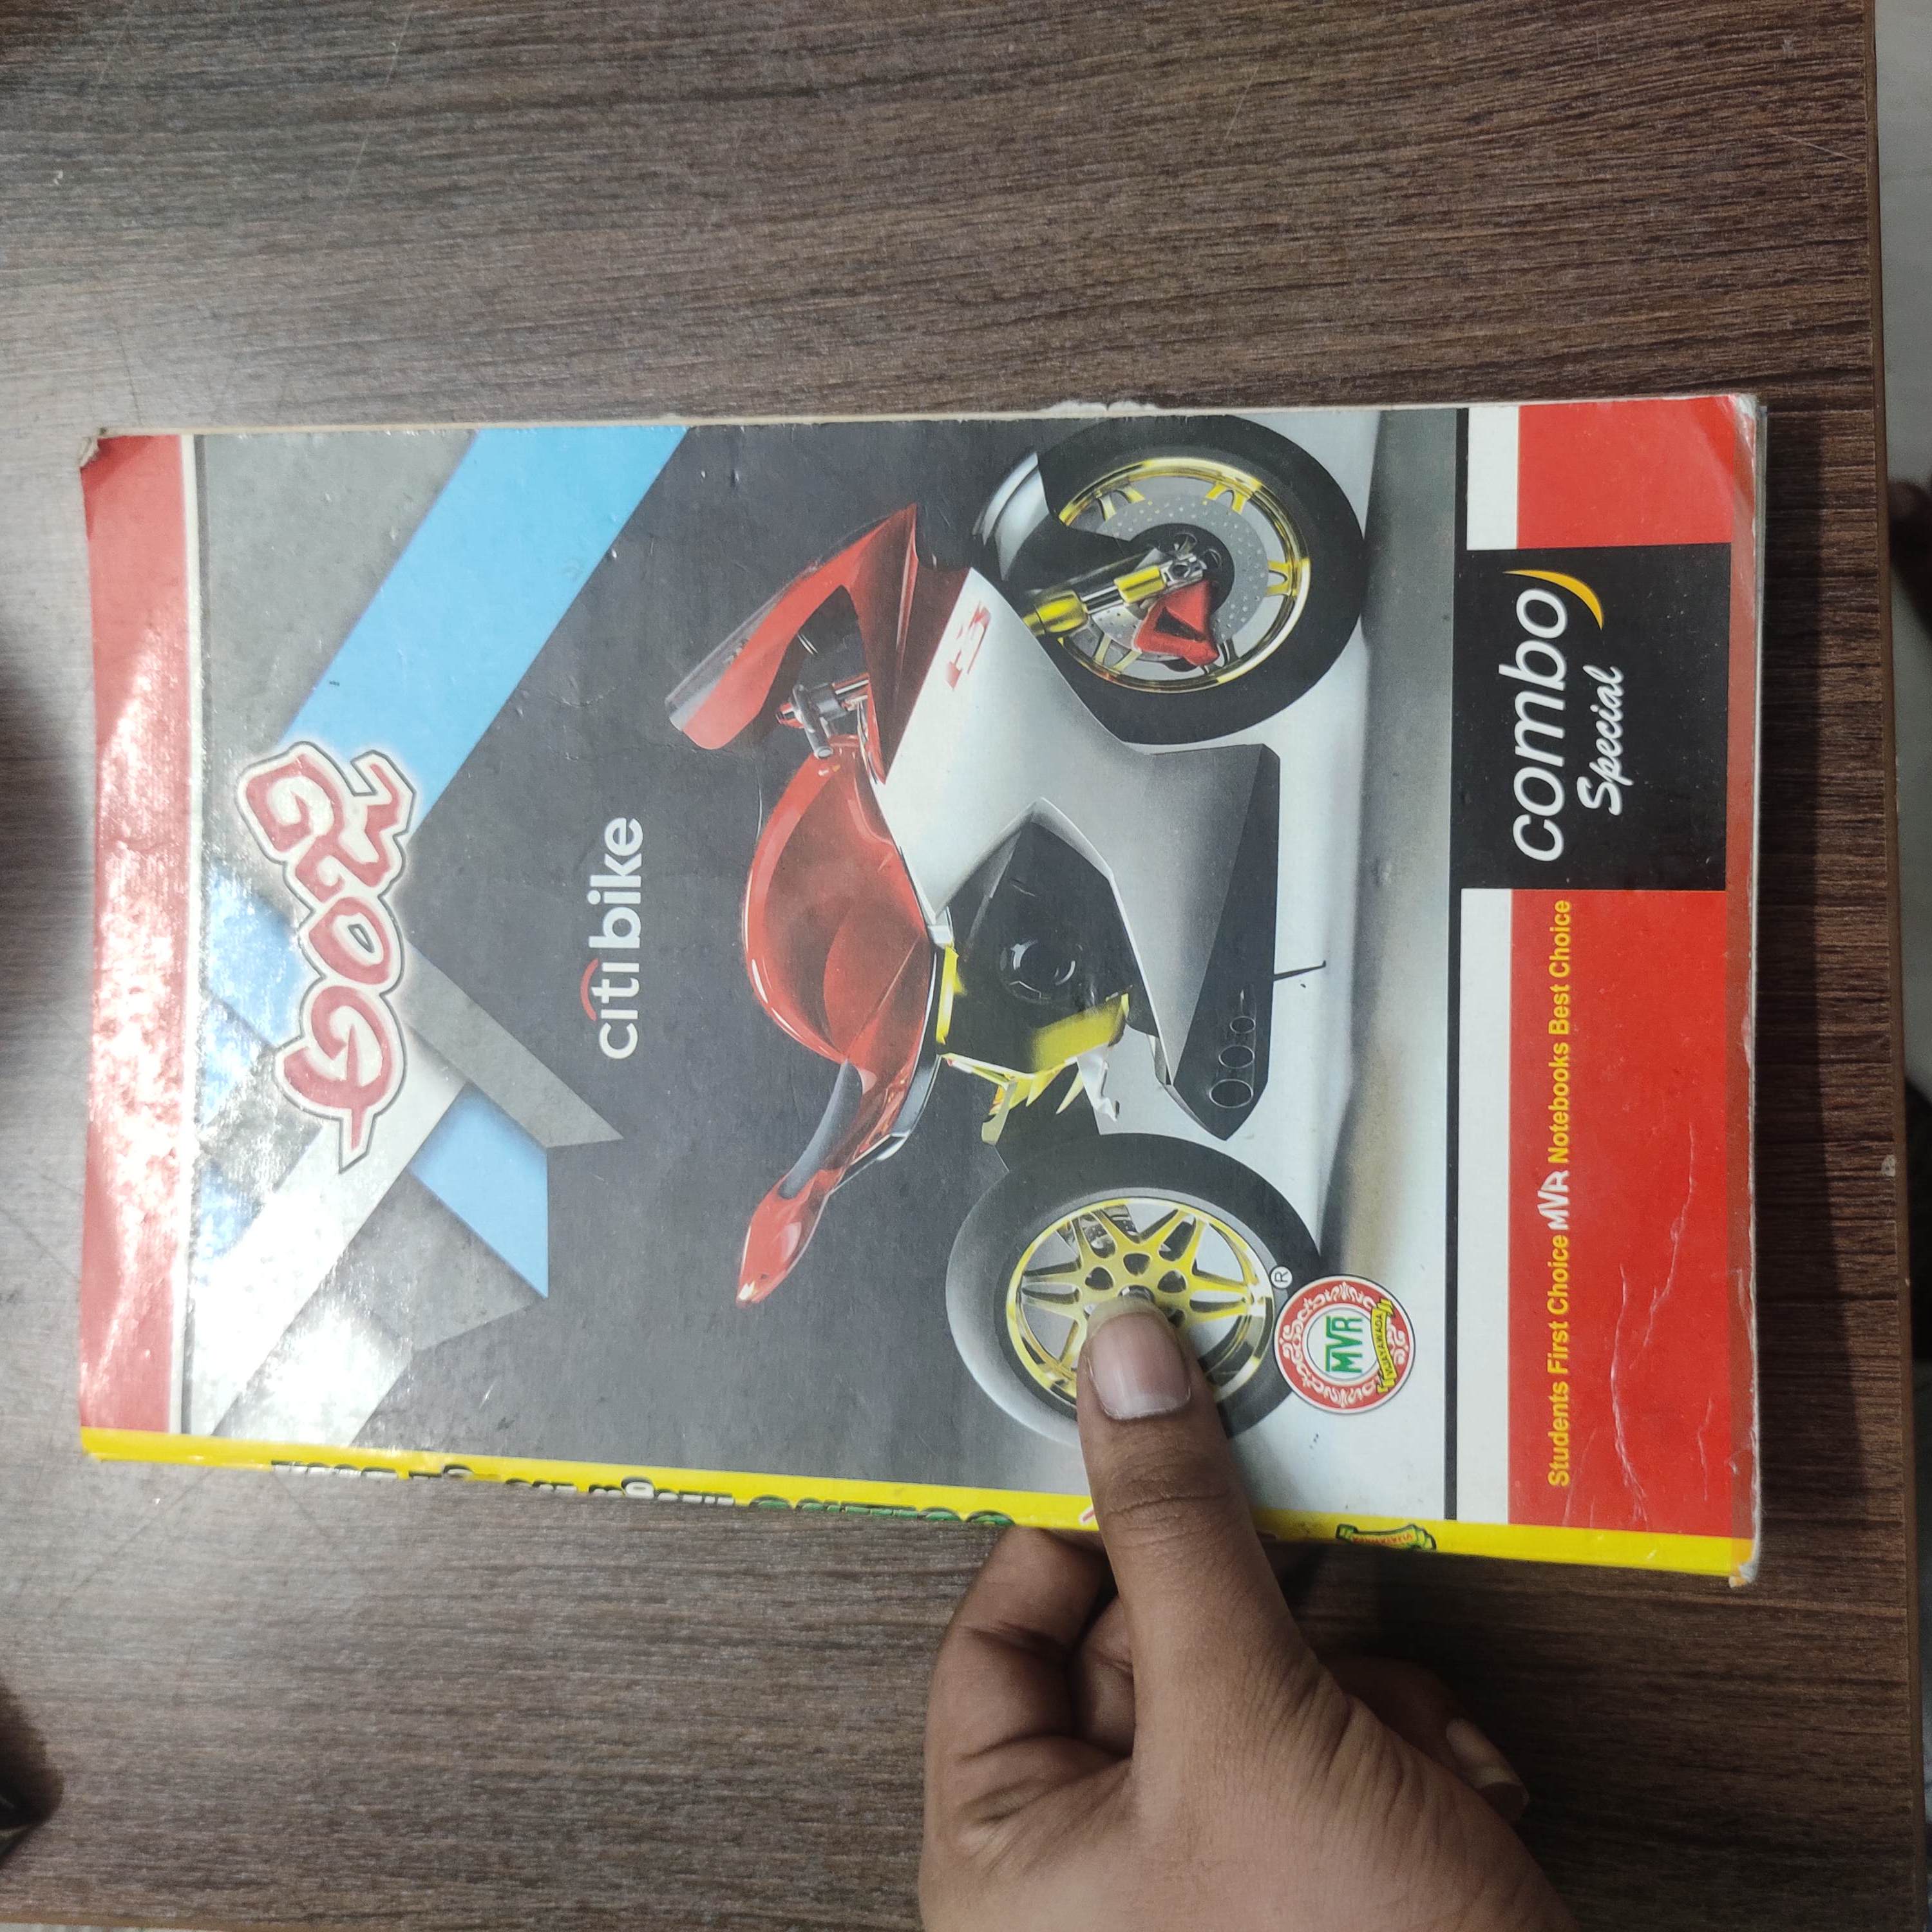 అంజి
citi bike
®
MVR
VIJAYAWADA
Students First Choice MVR Notebooks Best Choice
combo
Special